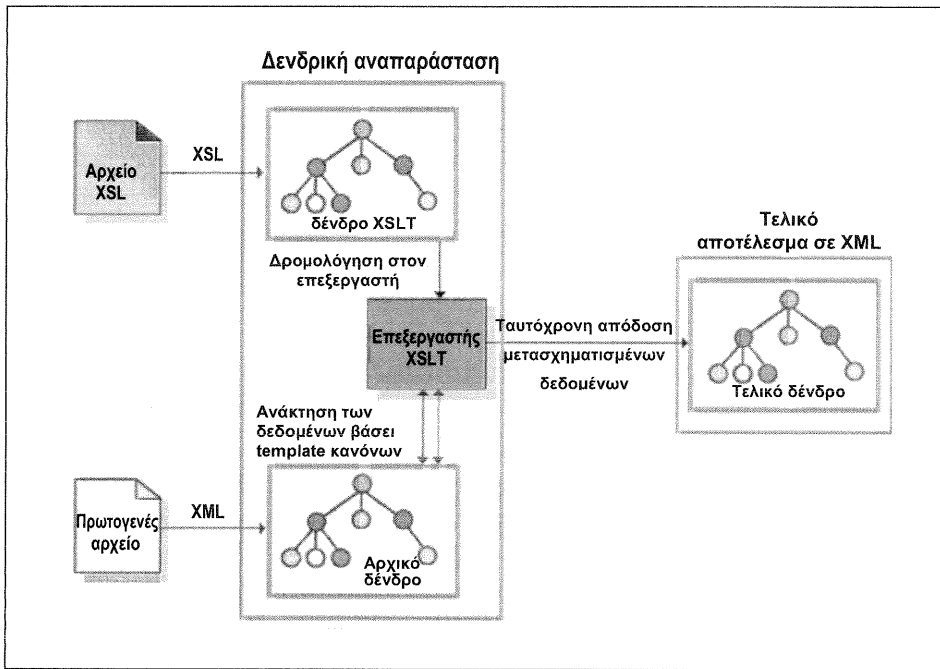 Δενδρική αναπαράσταση
Αρχείο
XSL
XSL
δένδρο XSLT
Δρομολόγηση στον
επεξεργαστή
Επεξεργαστής
XSLT
Ταυτόχρονη απόδοση
μετασχηματισμένων
δεδομένων
Τελικό
αποτέλεσμα σε XML
Τελικό δένδρο
Ανάκτηση των
δεδομένων βάσει
template κανόνων
Πρωτογενές
αρχείο
XML
Αρχικό
δένδρο